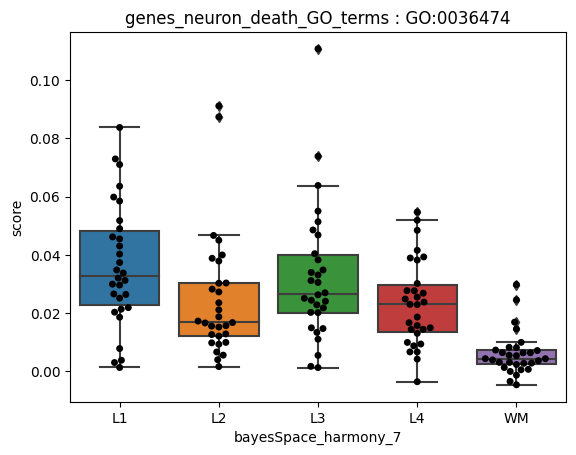 genes_neuron_death_GO_terms : GO:0036474
score
0.10
0.08
0.06
0.04
0.02
0.00
L1 L2 L3 L4 WM
bayesSpace_harmony_7